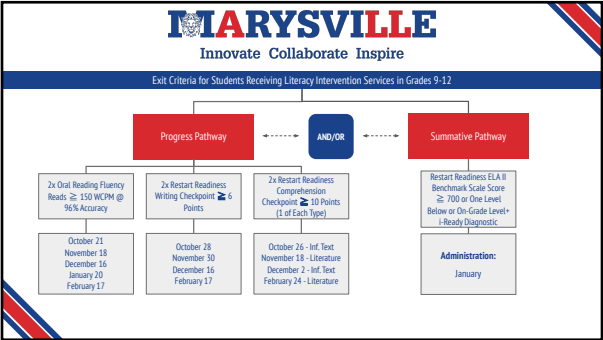 MARYSVILLE
Innovate Collaborate Inspire
Exit Criteria for Students Receiving Literacy Intervention Services in Grades 9-12
Progress Pathway
AND/OR
Summative Pathway
2x Oral Reading Fluency
Reads ≧ 150 WCPM @
96% Accuracy
2x Restart Readiness
Writing Checkpoint ≧ 6
Points
2x Restart Readiness
Comprehension
Checkpoint ≧ 10 Points
(1 of Each Type)
Restart Readiness ELA II
Benchmark Scale Score
≧ 700 or One Level
Below or On-Grade Level+
i-Ready Diagnostic
October 21
November 18
December 16
January 20
February 17
October 28
November 30
December 16
February 17
October 26 - Inf. Text
November 18 - Literature
December 2 - Inf. Text
February 24 - Literature
Administration:
January